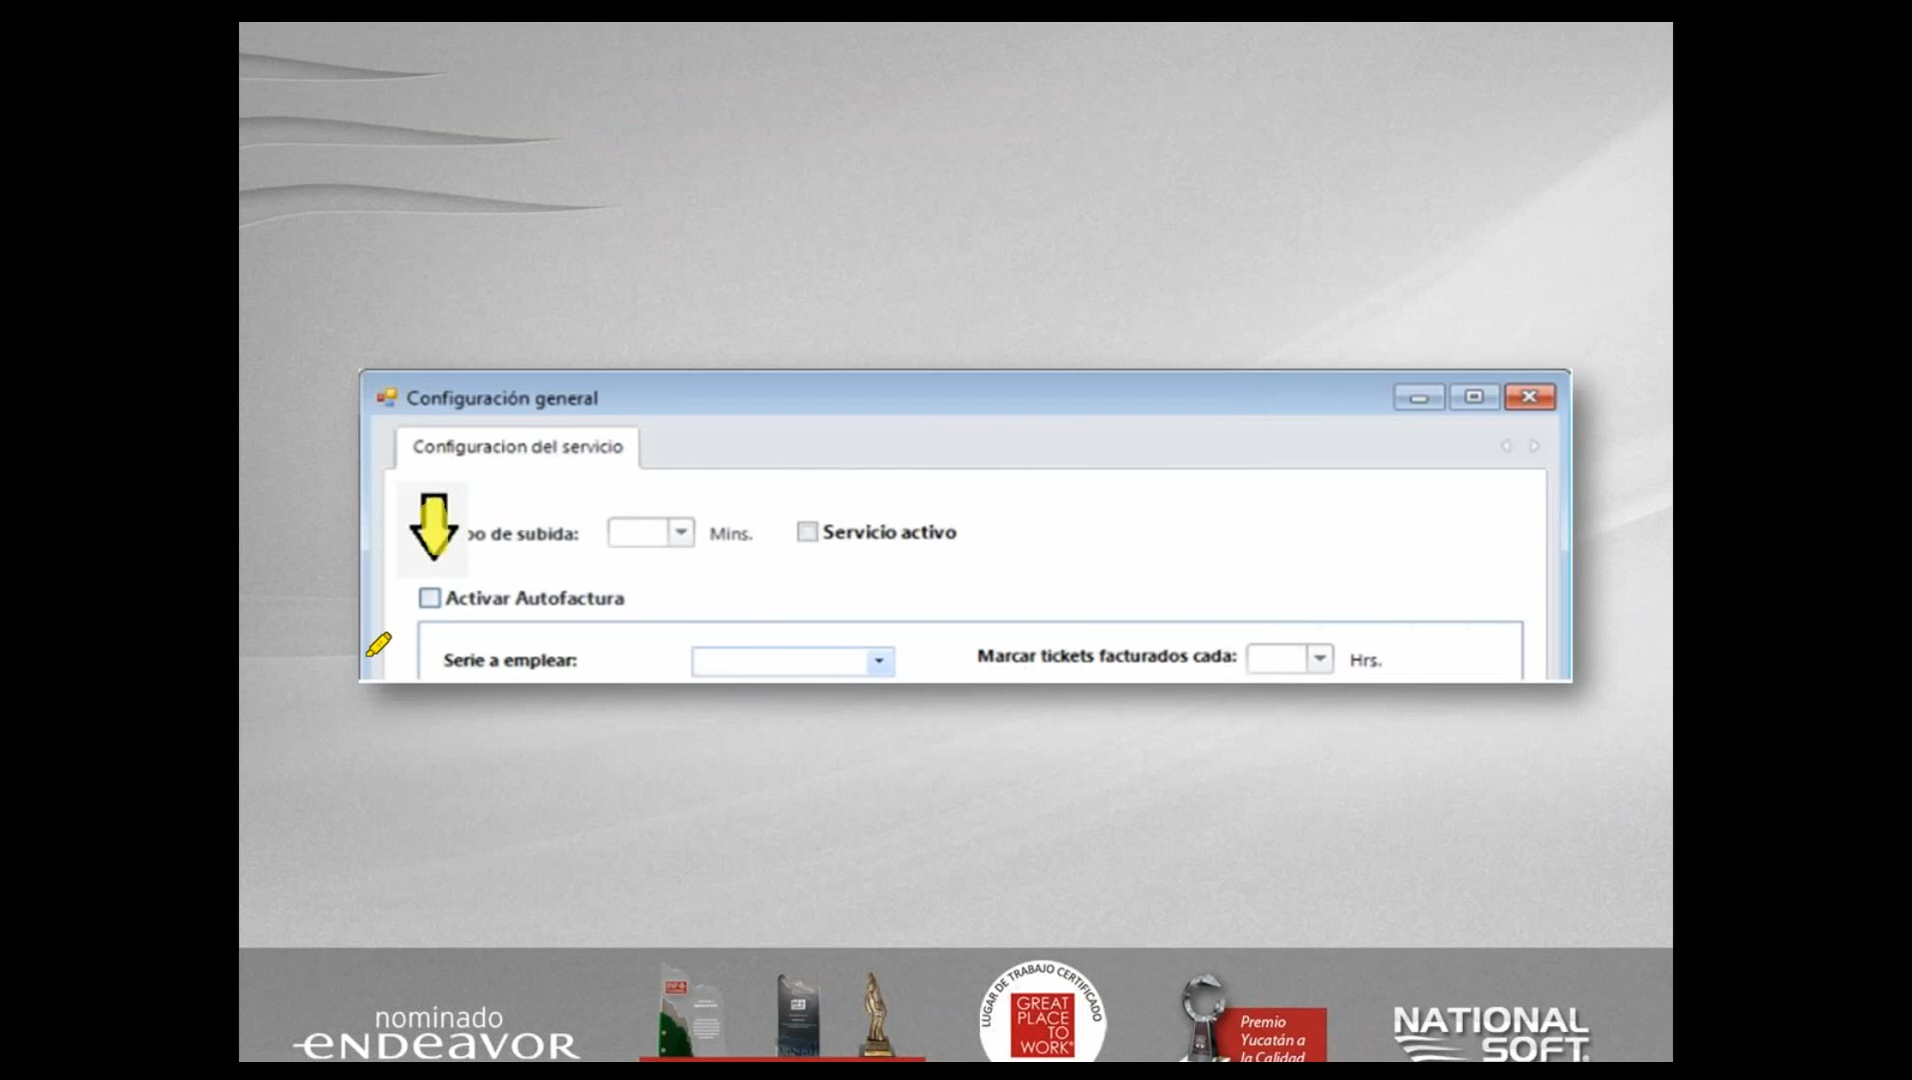 Configuración general
Configuracion del servicio
po de subida:
Mins.
Servicio activo
Activar Autofactura
Serie a emplear:
Marcar tickets facturados cada:
Hrs.
nominado
enDeavor
LUGAR DE TRABAJO CERTIFICADO
GREAT
PLACE
TO
WORK®
Premio
Yucatán a
la Calidad
NATIONAL
SOFT®